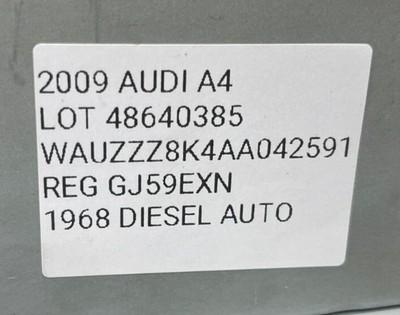 2009 AUDI A4
LOT 48640385
WAUZZZ8K4AA042591
REG GJ59EXN
1968 DIESEL AUTO